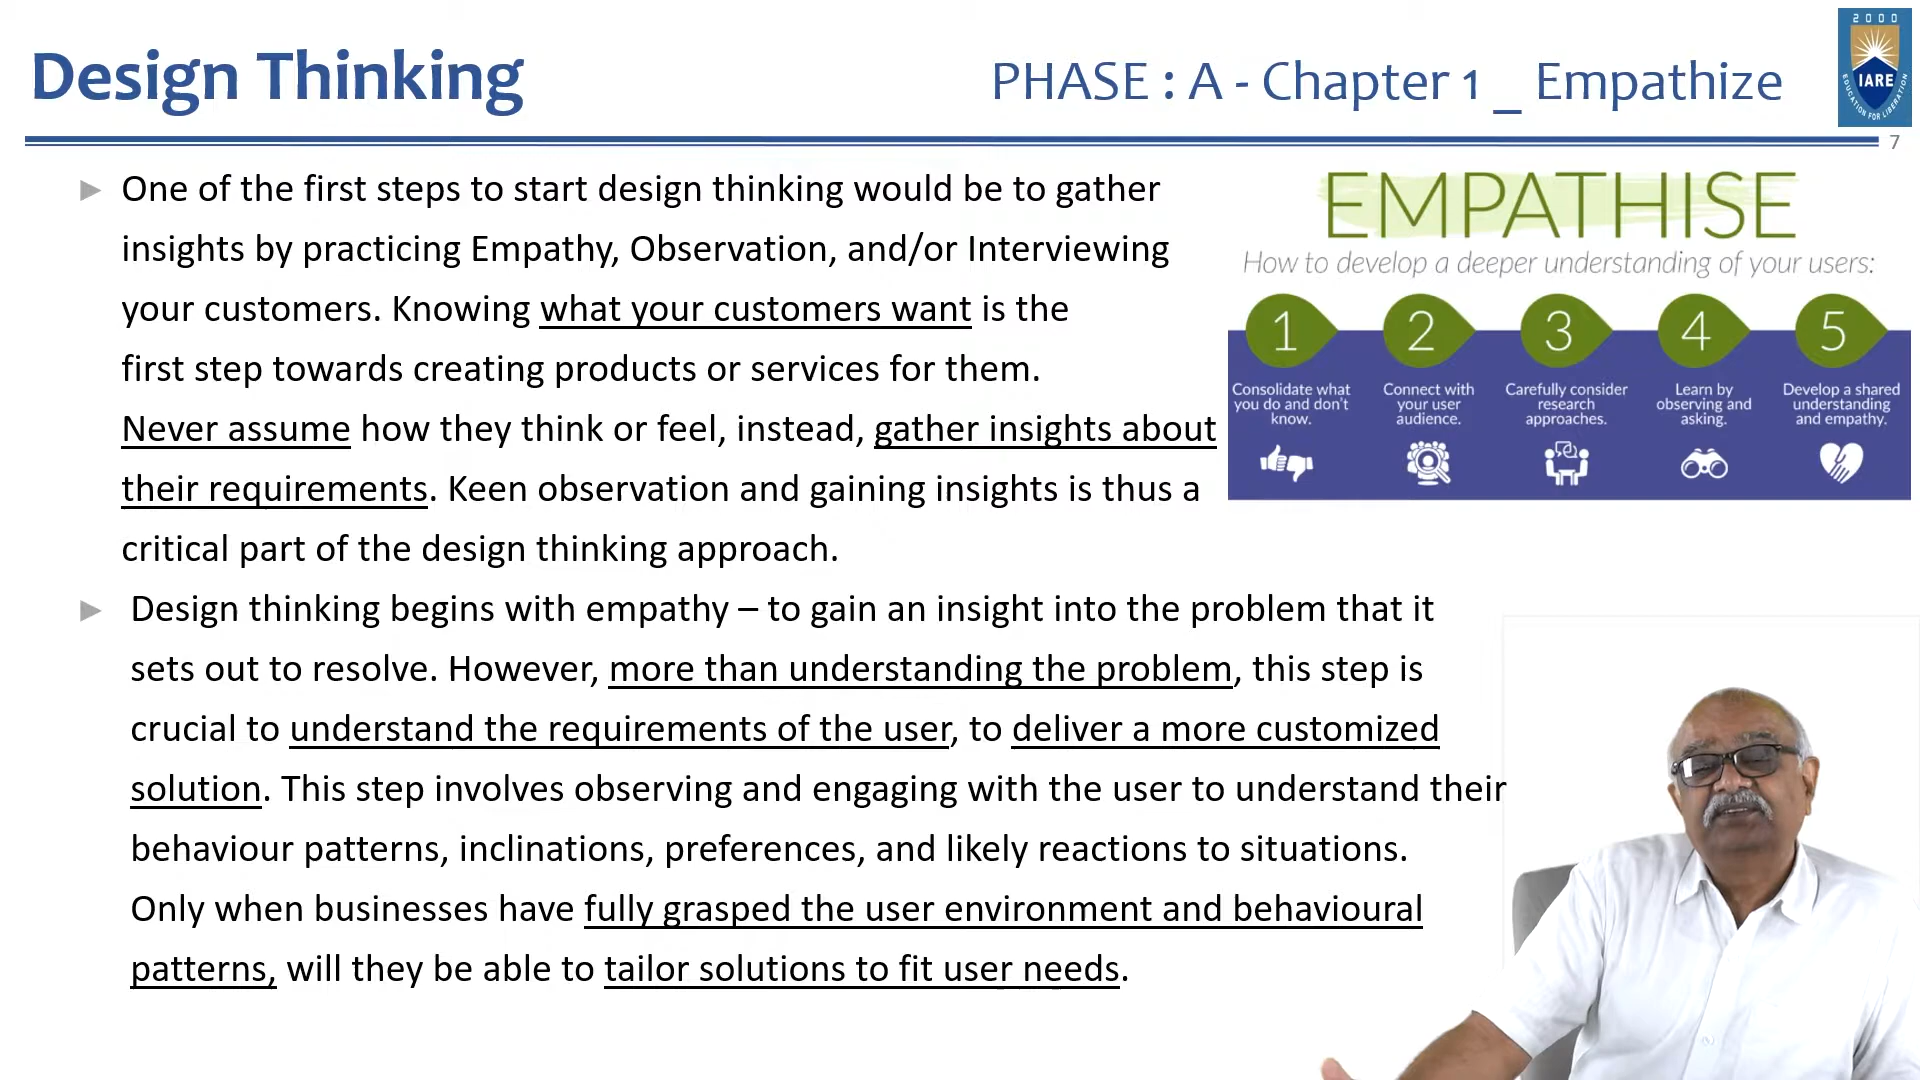 Design Thinking
PHASE : A - Chapter 1 _ Empathize
2000
IARE
EDUCATION FOR LIBERATION
7
One of the first steps to start design thinking would be to gather
insights by practicing Empathy, Observation, and/or Interviewing
your customers. Knowing what your customers want is the
first step towards creating products or services for them.
Never assume how they think or feel, instead, gather insights about
their requirements. Keen observation and gaining insights is thus a
critical part of the design thinking approach.
EMPATHISE
How to develop a deeper understanding of your users:
1
Consolidate what
you do and don't
know.
2
Connect with
your user
audience.
3
Carefully consider
research
approaches.
4
Learn by
observing and
asking.
5
Develop a shared
understanding
and empathy.
Design thinking begins with empathy – to gain an insight into the problem that it
sets out to resolve. However, more than understanding the problem, this step is
crucial to understand the requirements of the user, to deliver a more customized
solution. This step involves observing and engaging with the user to understand their
behaviour patterns, inclinations, preferences, and likely reactions to situations.
Only when businesses have fully grasped the user environment and behavioural
patterns, will they be able to tailor solutions to fit user needs.